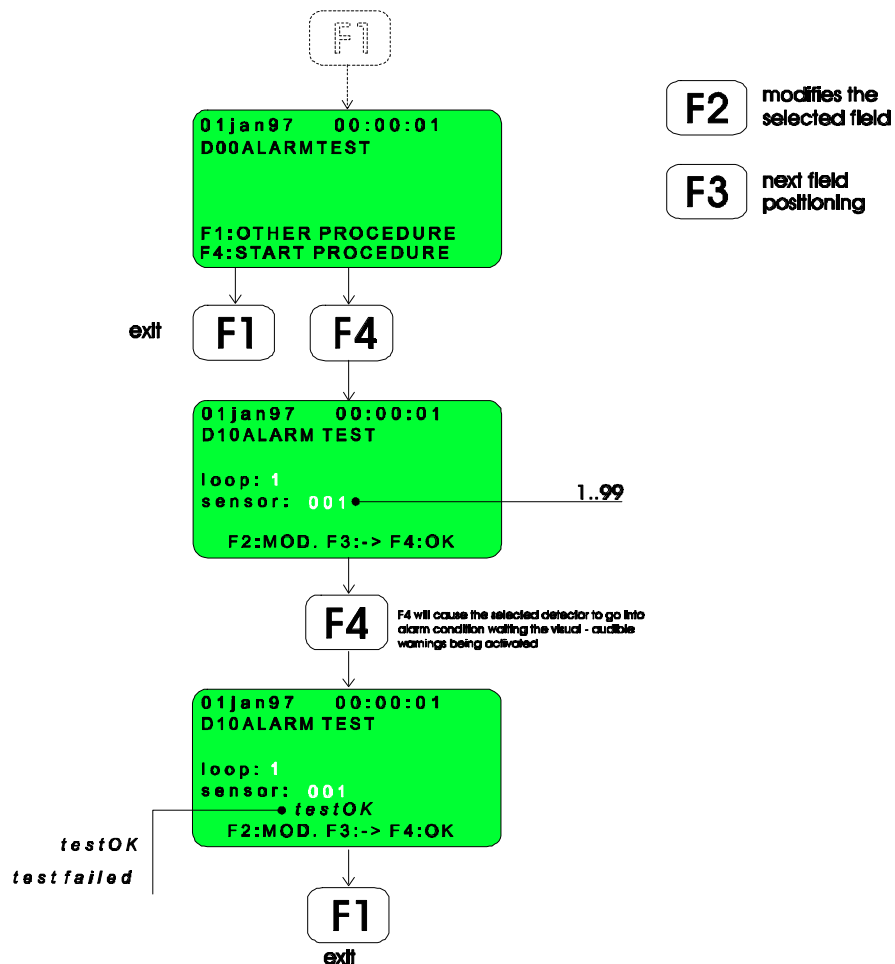 F1
01jan97 00:00:01
D00ALARMTEST
F1:OTHER PROCEDURE
F4:START PROCEDURE
F2
modifies the
selected field
F3
next field
positioning
exit
F1
F4
01jan97 00:00:01
D10ALARM TEST
loop: 1
sensor: 001
1..99
F2:MOD. F3:-> F4:OK
F4
F4 will cause the selected detector to go into
alarm condition waiting the visual - audible
warnings being activated
01jan97 00:00:01
D10ALARM TEST
loop: 1
sensor: 001
testOK
F2:MOD. F3:-> F4:OK
testOK
test failed
F1
exit